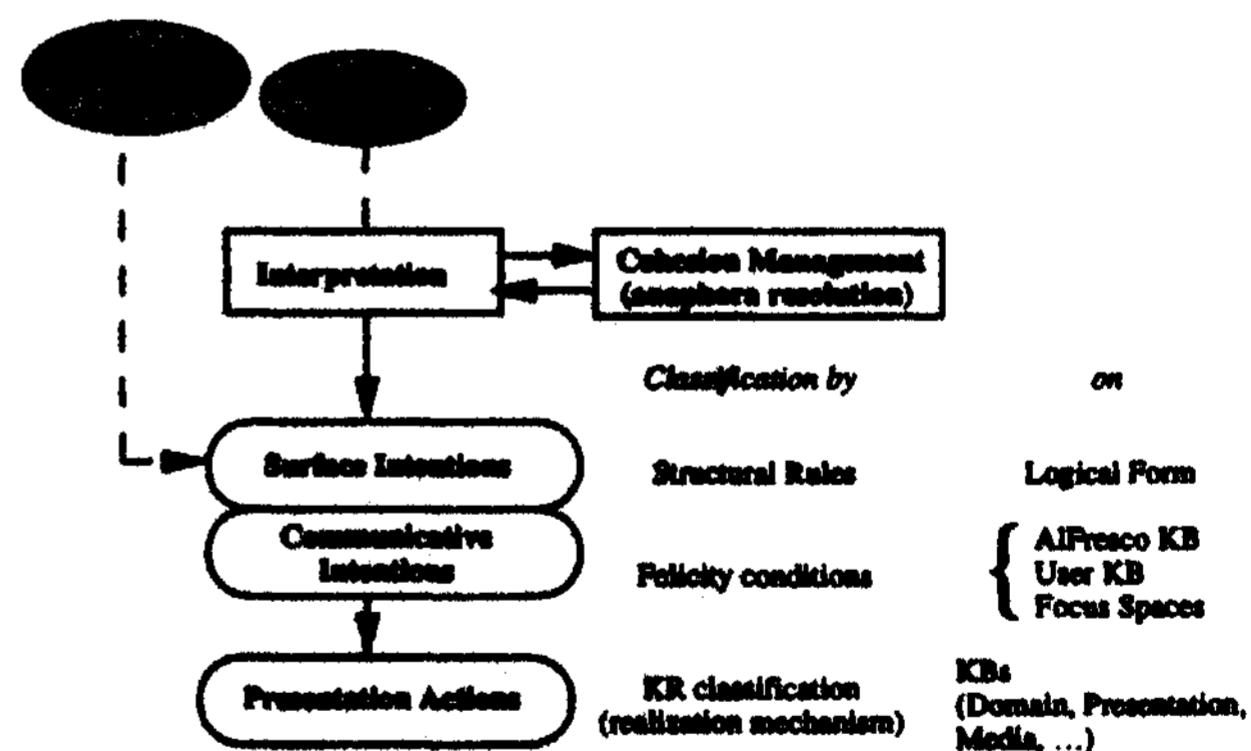 Interpretation
Cohesion Management
(anaphora resolution)
Classification by
on
Surface Intentions
Structural Rules
Logical Form
Communicative
Intentions
Felicity conditions
AlFresco KB
User KB
Focus Spaces
Presentation Actions
KR classification
(realization mechanism)
KBs
(Domain, Presentation,
Media, ...)